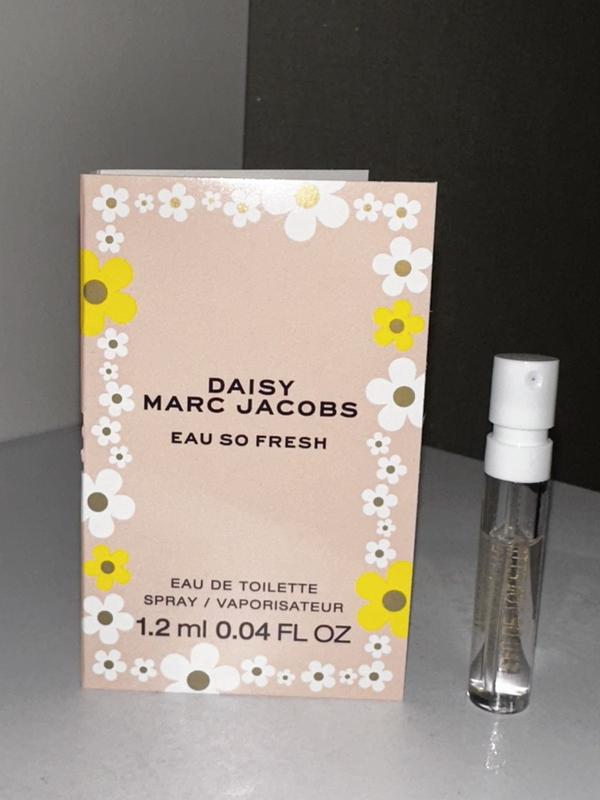 DAISY
MARC JACOBS
EAU SO FRESH
EAU DE TOILETTE
SPRAY / VAPORISATEUR
1.2 ml 0.04 FL OZ